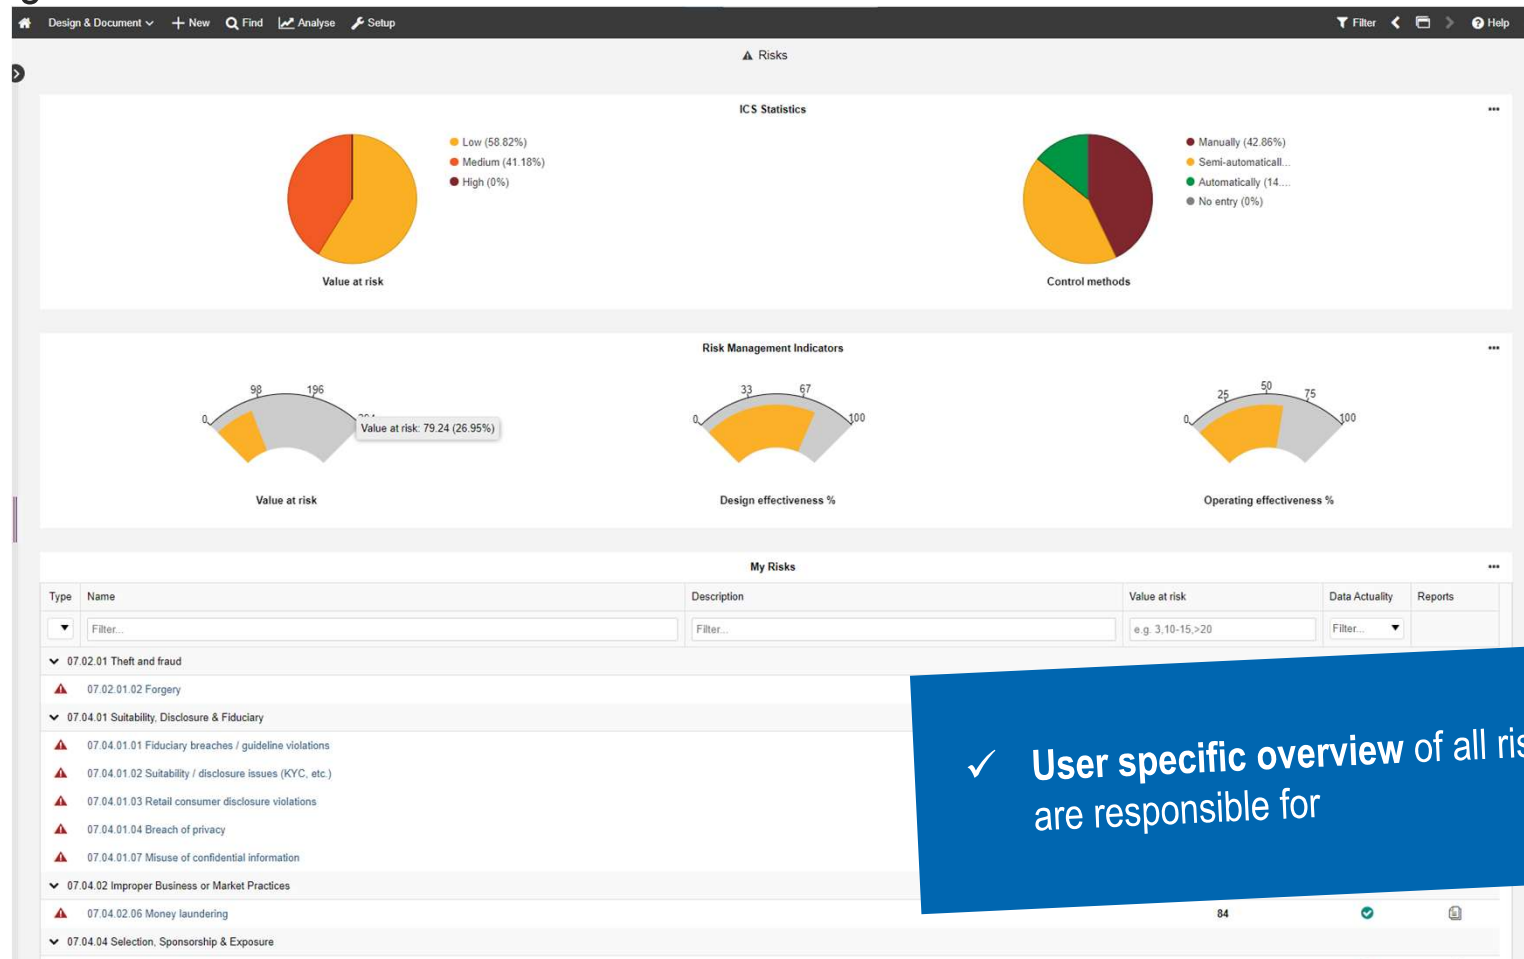 Design & Document New Find Analyse Setup Filter Help
Risks
ICS Statistics
Low (58.82%)
Medium (41.18%)
High (0%)
Value at risk
Manually (42.86%)
Semi-automaticall...
Automatically (14....
No entry (0%)
Control methods
Risk Management Indicators
0 98 196
Value at risk: 79.24 (26.95%)
Value at risk
0 33 67 100
Design effectiveness %
0 25 50 75 100
Operating effectiveness %
My Risks
Type Name Description Value at risk Data Actuality Reports
Filter... Filter... e.g. 3,10-15,>20 Filter...
07.02.01 Theft and fraud
07.02.01.02 Forgery
07.04.01 Suitability, Disclosure & Fiduciary
07.04.01.01 Fiduciary breaches / guideline violations
07.04.01.02 Suitability / disclosure issues (KYC, etc.)
07.04.01.03 Retail consumer disclosure violations
07.04.01.04 Breach of privacy
07.04.01.07 Misuse of confidential information
07.04.02 Improper Business or Market Practices
07.04.02.06 Money laundering 84
07.04.04 Selection, Sponsorship & Exposure
User specific overview of all ris
are responsible for